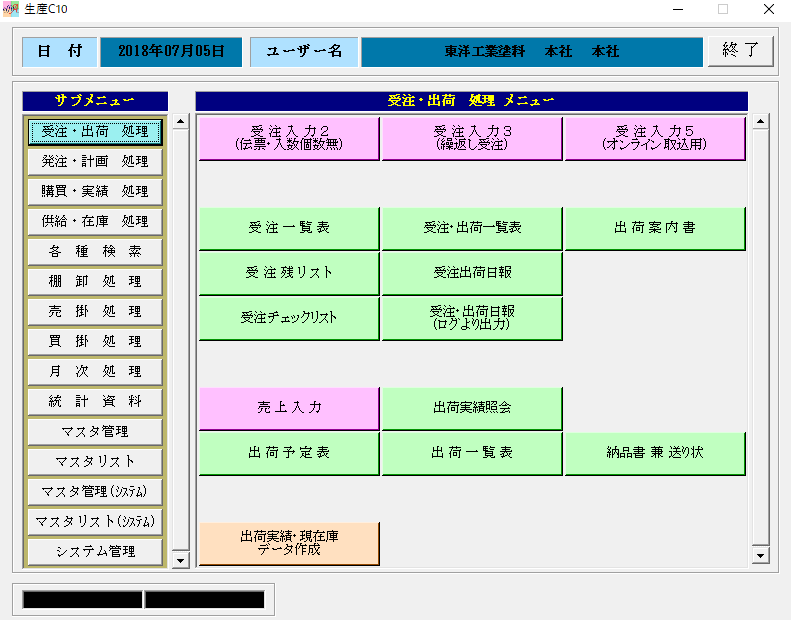 生産C10
日　付
2018年07月05日
ユーザー名
東洋工業塗料　本社　本社
終 了
サブメニュー
受注・出荷　処理
発注・計画　処理
購買・実績　処理
供給・在庫　処理
各 種 検 索
棚 卸 処 理
売 掛 処 理
買 掛 処 理
月 次 処 理
統 計 資 料
マスタ管理
マスタリスト
マスタ管理(システム)
マスタリスト(システム)
システム管理
受注・出荷　処理 メニュー
受 注 入 力２
(伝票・入数個数無)
受 注 入 力３
(繰返し受注)
受 注 入 力５
(オンライン取込用)
受 注 一 覧 表
受注・出荷一覧表
出 荷 案 内 書
受 注 残 リスト
受注出荷日報
受注チェックリスト
受注・出荷日報
(ログより出力)
売 上 入 力
出荷実績照会
出 荷 予 定 表
出 荷 一 覧 表
納品書 兼 送り状
出荷実績・現在庫
データ作成